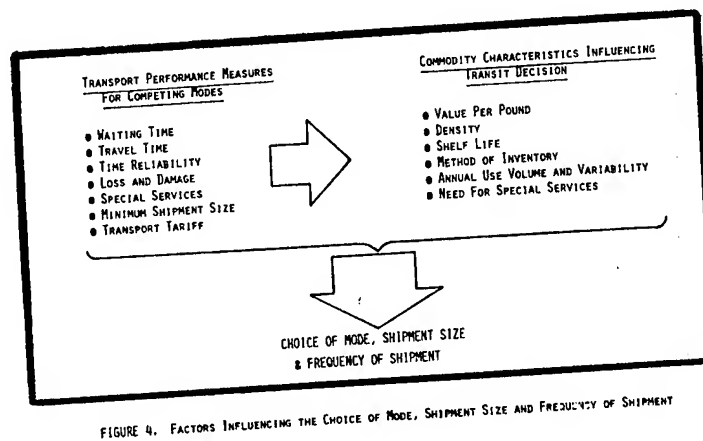 TRANSPORT PERFORMANCE MEASURES
FOR COMPETING MODES
● WAITING TIME
● TRAVEL TIME
● TIME RELIABILITY
● LOSS AND DAMAGE
● SPECIAL SERVICES
● MINIMUM SHIPMENT SIZE
● TRANSPORT TARIFF
COMMODITY CHARACTERISTICS INFLUENCING
TRANSIT DECISION
● VALUE PER POUND
● DENSITY
● SHELF LIFE
● METHOD OF INVENTORY
● ANNUAL USE VOLUME AND VARIABILITY
● NEED FOR SPECIAL SERVICES
CHOICE OF MODE, SHIPMENT SIZE
& FREQUENCY OF SHIPMENT
FIGURE 4. FACTORS INFLUENCING THE CHOICE OF MODE, SHIPMENT SIZE AND FREQUENCY OF SHIPMENT